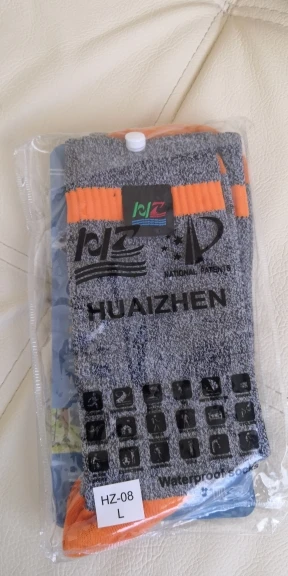 HZ
HZ
NATIONAL PATENTS
HUAIZHEN
Waterproof Socks
HZ-08
L